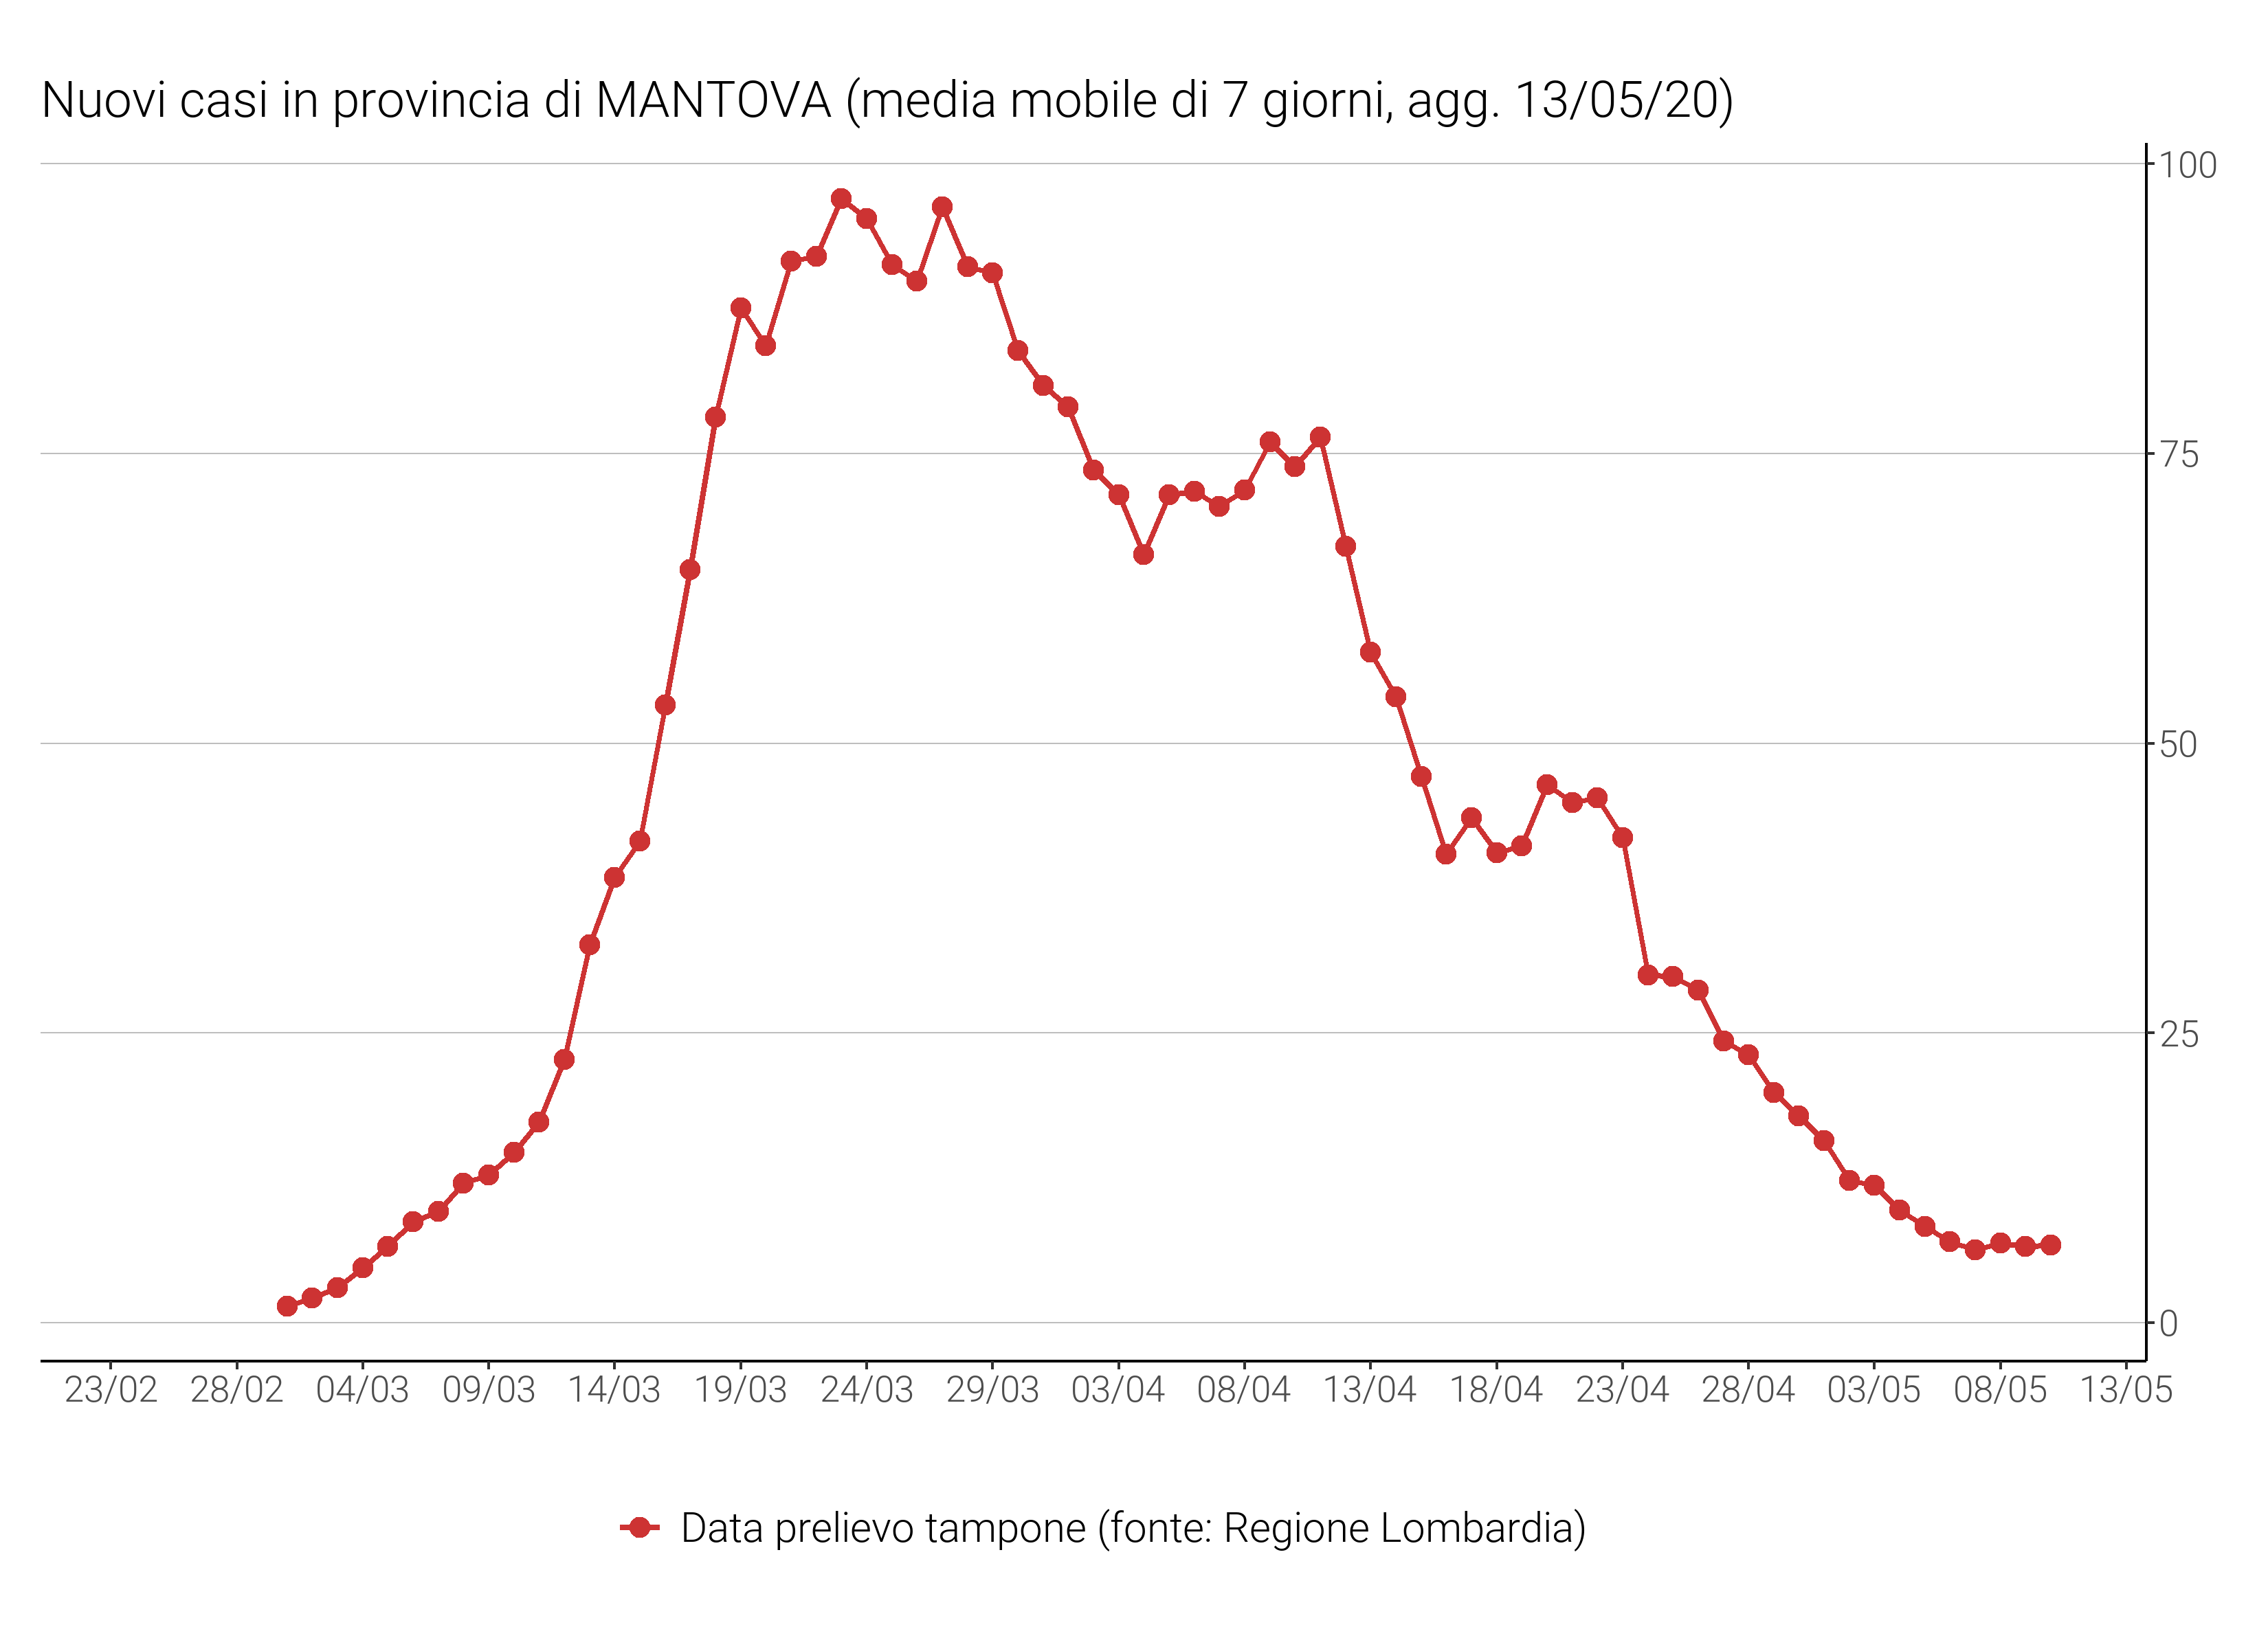 Nuovi casi in provincia di MANTOVA (media mobile di 7 giorni, agg. 13/05/20)
100
75
50
25
0
23/02 28/02 04/03 09/03 14/03 19/03 24/03 29/03 03/04 08/04 13/04 18/04 23/04 28/04 03/05 08/05 13/05
Data prelievo tampone (fonte: Regione Lombardia)